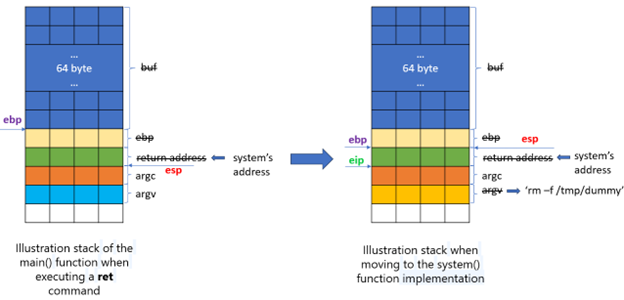 ...
64 byte
...
buf
ebp
ebp
return address
system's
address
esp
argc
argv
Illustration stack of the
main() function when
executing a ret
command
...
64 byte
...
buf
ebp
ebp
esp
eip
return address
system's
address
argc
argv
‘rm –f /tmp/dummy’
Illustration stack when
moving to the system()
function implementation